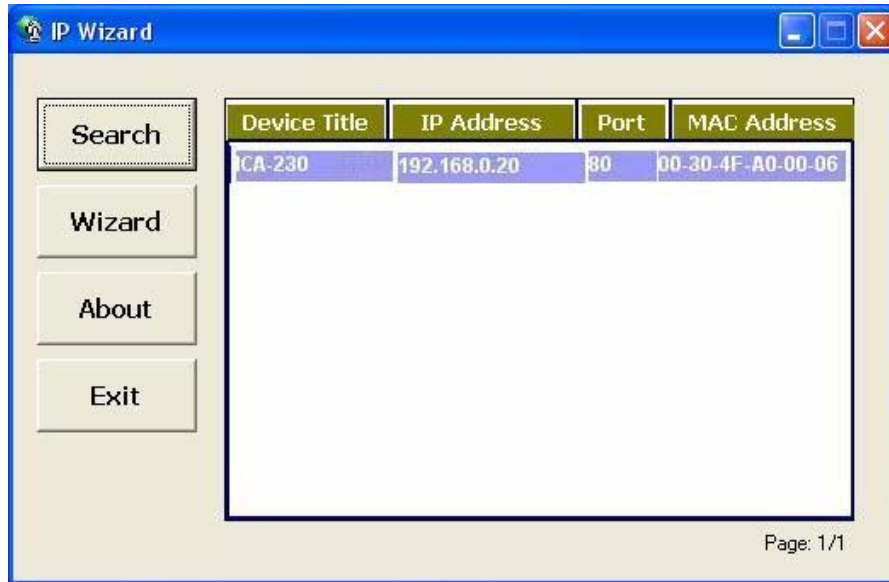 IP Wizard
Search
Wizard
About
Exit
Device Title IP Address Port MAC Address
ICA-230 192.168.0.20 80 00-30-4F-A0-00-06
Page: 1/1